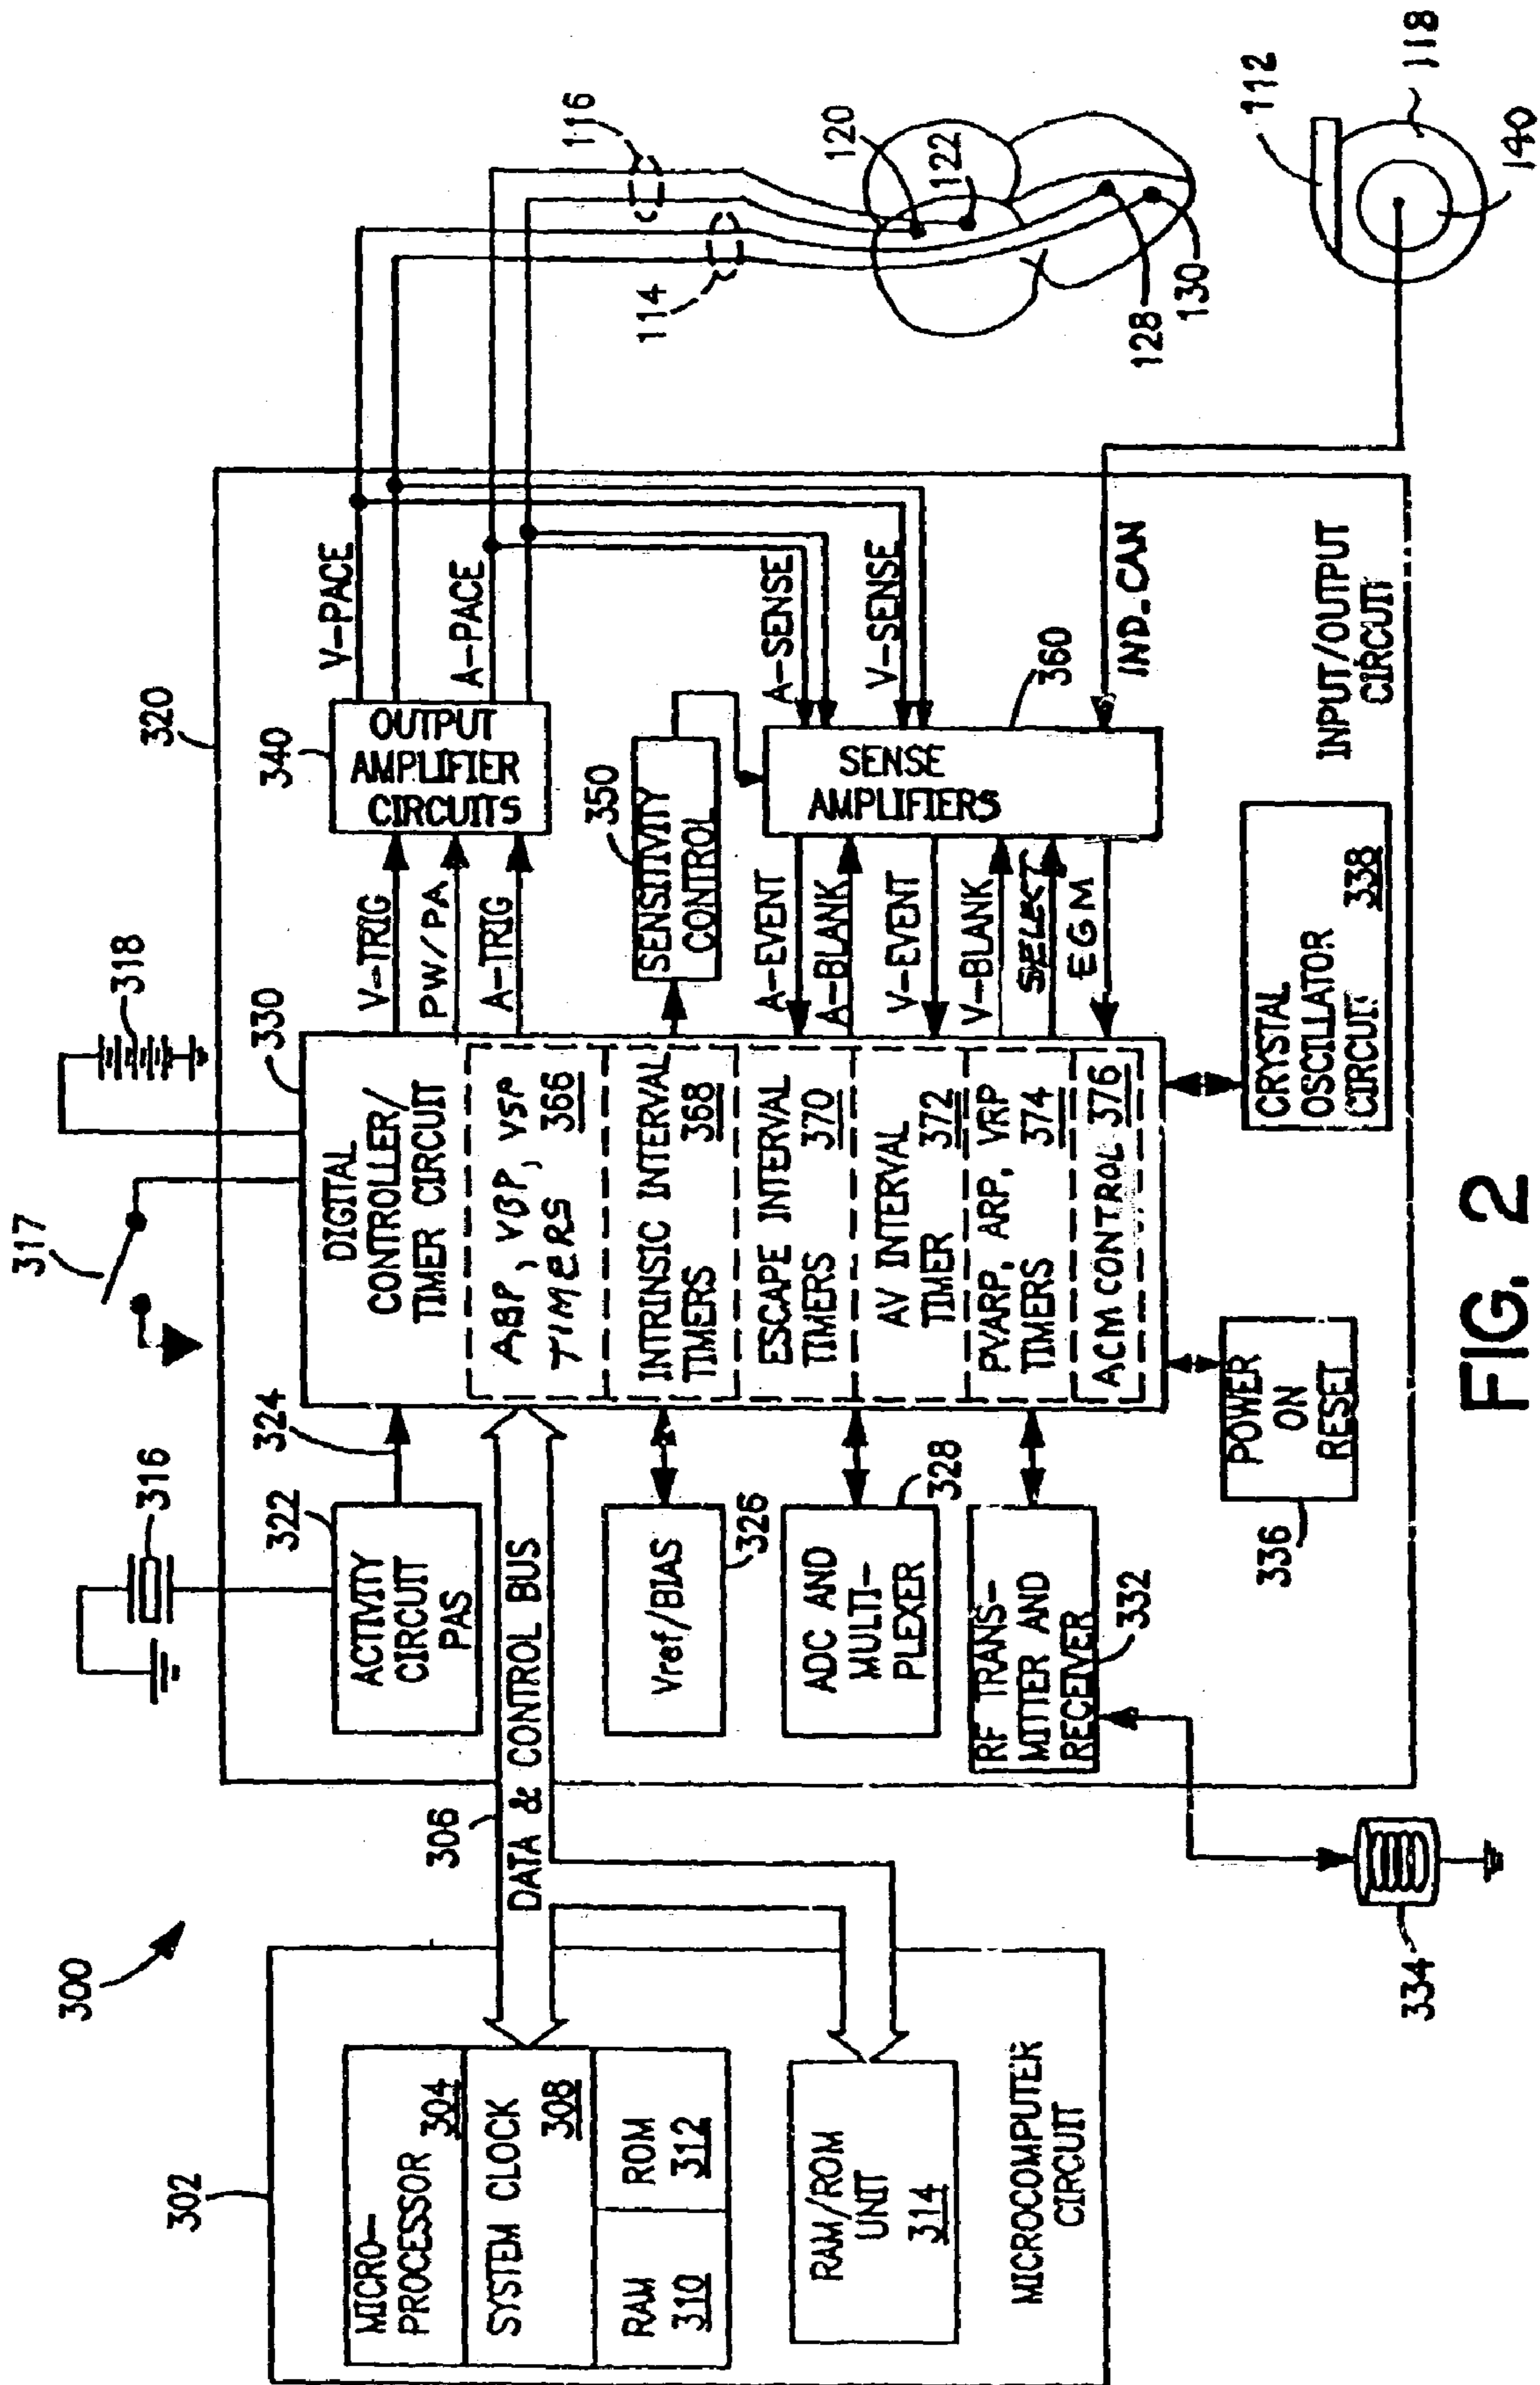 300
302
MICRO-
PROCESSOR
304
SYSTEM CLOCK
308
RAM
310
ROM
312
RAM/ROM
UNIT
314
MICROCOMPUTER
CIRCUIT
306
DATA & CONTROL BUS
316
317
318
320
322
ACTIVITY
CIRCUIT
PAS
324
Vref/BIAS
326
ADC AND
MULTI-
PLEXER
328
RF TRANS-
MITTER AND
RECEIVER
332
334
330
DIGITAL
CONTROLLER/
TIMER CIRCUIT
ABP, VBP, VSP
TIMERS 366
INTRINSIC INTERVAL
TIMERS 368
ESCAPE INTERVAL
TIMERS 370
AV INTERVAL
TIMER 372
PVARP, ARP, VRP
TIMERS 374
ACM CONTROL 376
POWER
ON
RESET
336
CRYSTAL
OSCILLATOR
CIRCUIT 338
V-TRIG
PW/PA
A-TRIG
340
OUTPUT
AMPLIFIER
CIRCUITS
V-PACE
A-PACE
350
SENSITIVITY
CONTROL
A-EVENT
A-BLANK
V-EVENT
V-BLANK
SELECT
EGM
SENSE
AMPLIFIERS
360
A-SENSE
V-SENSE
IND_CAN
INPUT/OUTPUT
CIRCUIT
114
116
120
122
128
130
112
118
140
FIG. 2